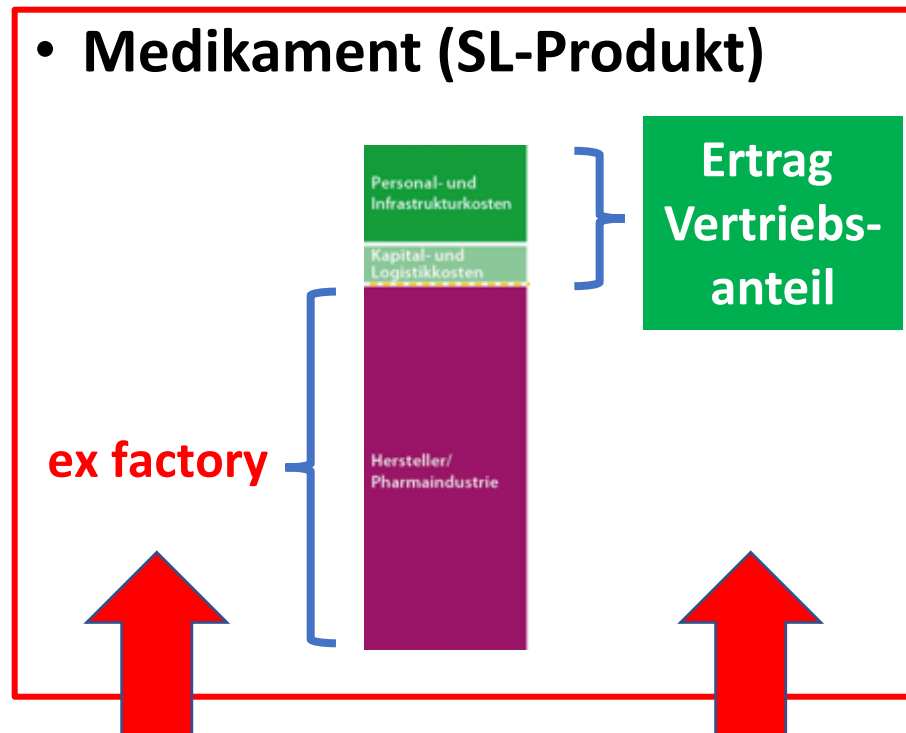 • Medikament (SL-Produkt)
Personal- und
Infrastrukturkosten
Kapital- und
Logistikkosten
Ertrag
Vertriebs-
anteil
ex factory
Hersteller/
Pharmaindustrie